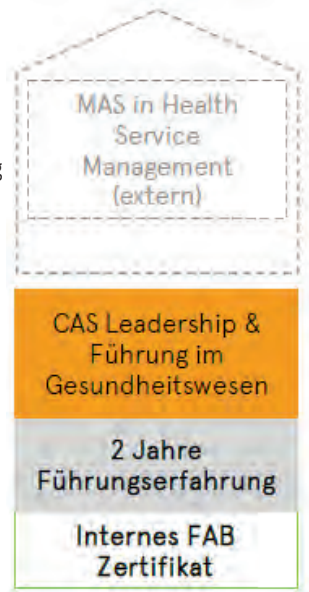 MAS in Health
Service
Management
(extern)
CAS Leadership &
Führung im
Gesundheitswesen
2 Jahre
Führungserfahrung
Internes FAB
Zertifikat